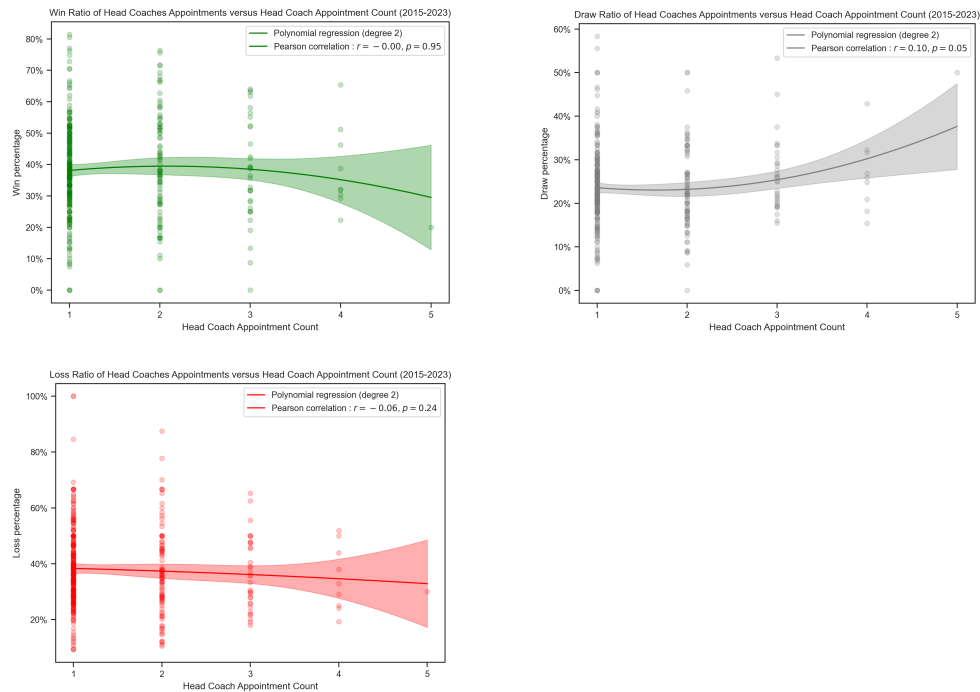 Win Ratio of Head Coaches Appointments versus Head Coach Appointment Count (2015-2023)
Polynomial regression (degree 2)
Pearson correlation : r = −0.00, p = 0.95
80%
70%
60%
50%
40%
30%
20%
10%
0%
Win percentage
1 2 3 4 5
Head Coach Appointment Count
Draw Ratio of Head Coaches Appointments versus Head Coach Appointment Count (2015-2023)
Polynomial regression (degree 2)
Pearson correlation : r = 0.10, p = 0.05
60%
50%
40%
30%
20%
10%
0%
Draw percentage
1 2 3 4 5
Head Coach Appointment Count
Loss Ratio of Head Coaches Appointments versus Head Coach Appointment Count (2015-2023)
Polynomial regression (degree 2)
Pearson correlation : r = −0.06, p = 0.24
100%
80%
60%
40%
20%
Loss percentage
1 2 3 4 5
Head Coach Appointment Count